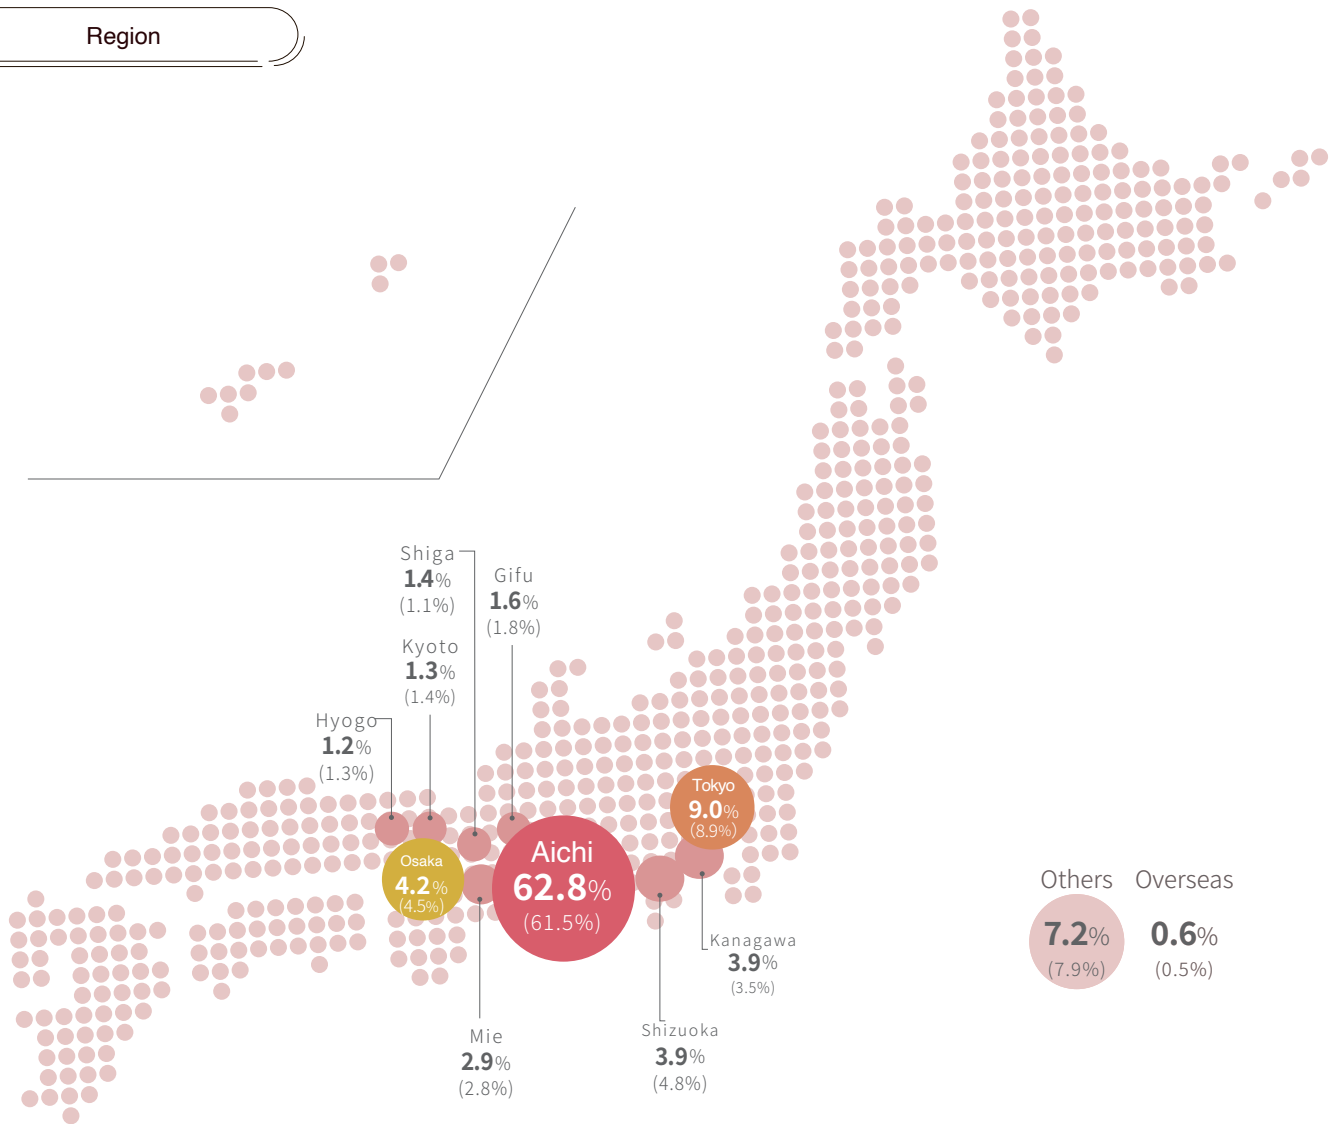 Region
Shiga
1.4%
(1.1%)
Gifu
1.6%
(1.8%)
Kyoto
1.3%
(1.4%)
Hyogo
1.2%
(1.3%)
Tokyo
9.0%
(8.9%)
Osaka
4.2%
(4.5%)
Aichi
62.8%
(61.5%)
Kanagawa
3.9%
(3.5%)
Shizuoka
3.9%
(4.8%)
Mie
2.9%
(2.8%)
Others
7.2%
(7.9%)
Overseas
0.6%
(0.5%)